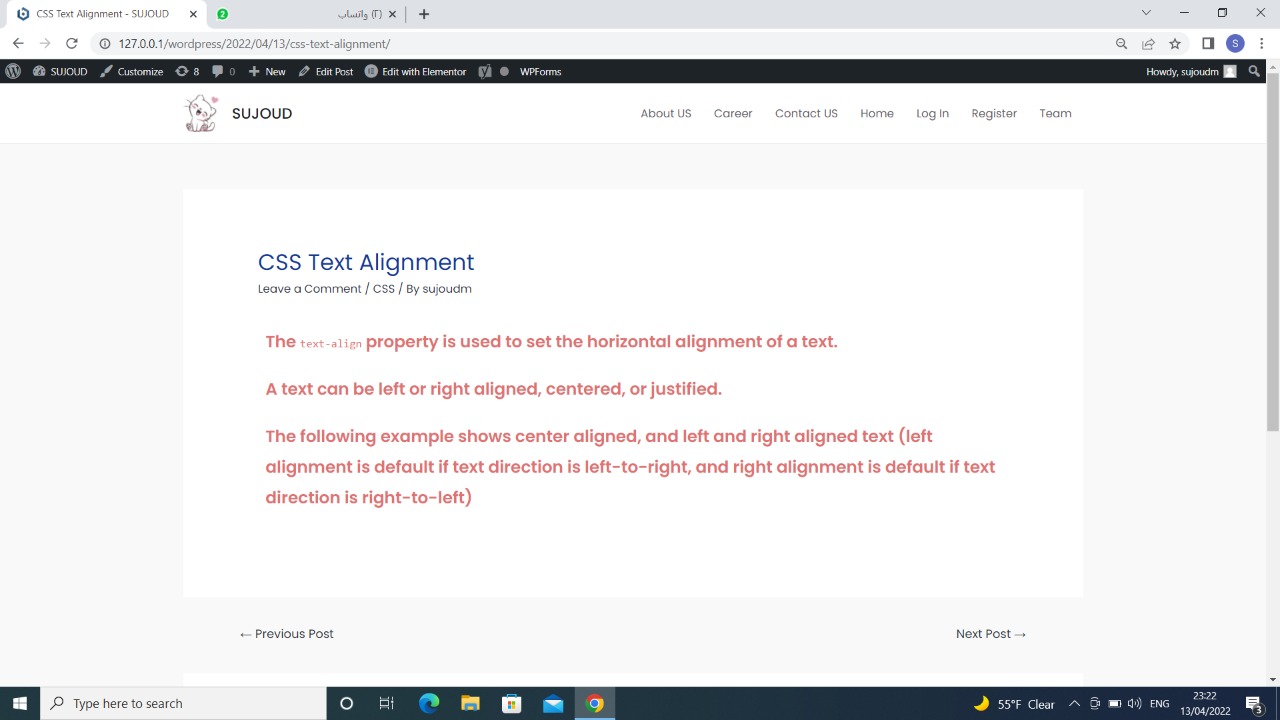 CSS Text Alignment - SUJOUD
2
(٢) واتساب
127.0.0.1/wordpress/2022/04/13/css-text-alignment/
S
SUJOUD Customize 8 0 New Edit Post Edit with Elementor WPForms Howdy, sujoudm
SUJOUD
About US Career Contact US Home Log In Register Team
CSS Text Alignment
Leave a Comment / CSS / By sujoudm
The text-align property is used to set the horizontal alignment of a text.
A text can be left or right aligned, centered, or justified.
The following example shows center aligned, and left and right aligned text (left
alignment is default if text direction is left-to-right, and right alignment is default if text
direction is right-to-left)
← Previous Post
Next Post →
Type here to search
55°F Clear
ENG
23:22
13/04/2022
3